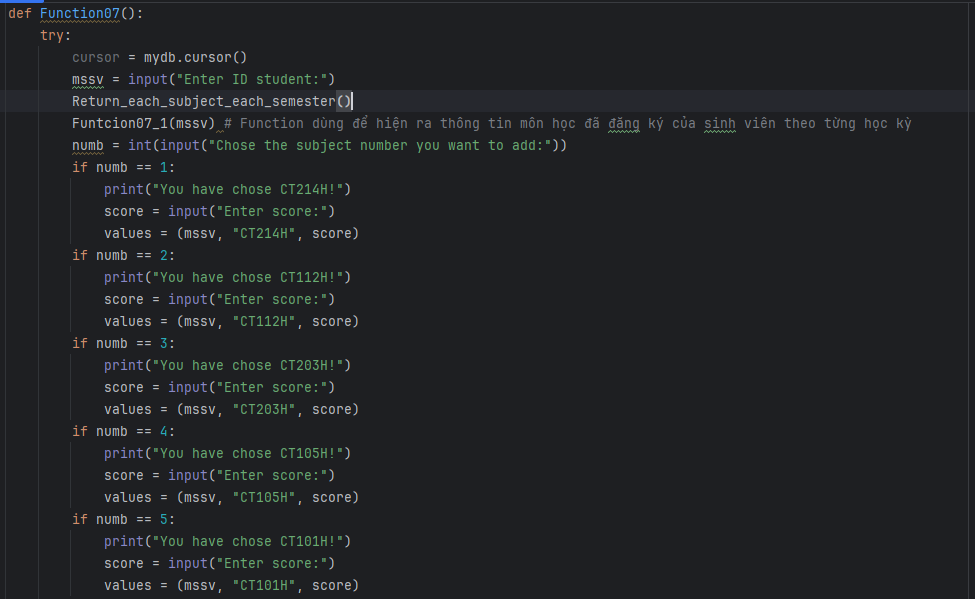 def Function07():
    try:
        cursor = mydb.cursor()
        mssv = input("Enter ID student:")
        Return_each_subject_each_semester()
        Funtcion07_1(mssv) # Function dùng để hiện ra thông tin môn học đã đăng ký của sinh viên theo từng học kỳ
        numb = int(input("Chose the subject number you want to add:"))
        if numb == 1:
            print("You have chose CT214H!")
            score = input("Enter score:")
            values = (mssv, "CT214H", score)
        if numb == 2:
            print("You have chose CT112H!")
            score = input("Enter score:")
            values = (mssv, "CT112H", score)
        if numb == 3:
            print("You have chose CT203H!")
            score = input("Enter score:")
            values = (mssv, "CT203H", score)
        if numb == 4:
            print("You have chose CT105H!")
            score = input("Enter score:")
            values = (mssv, "CT105H", score)
        if numb == 5:
            print("You have chose CT101H!")
            score = input("Enter score:")
            values = (mssv, "CT101H", score)